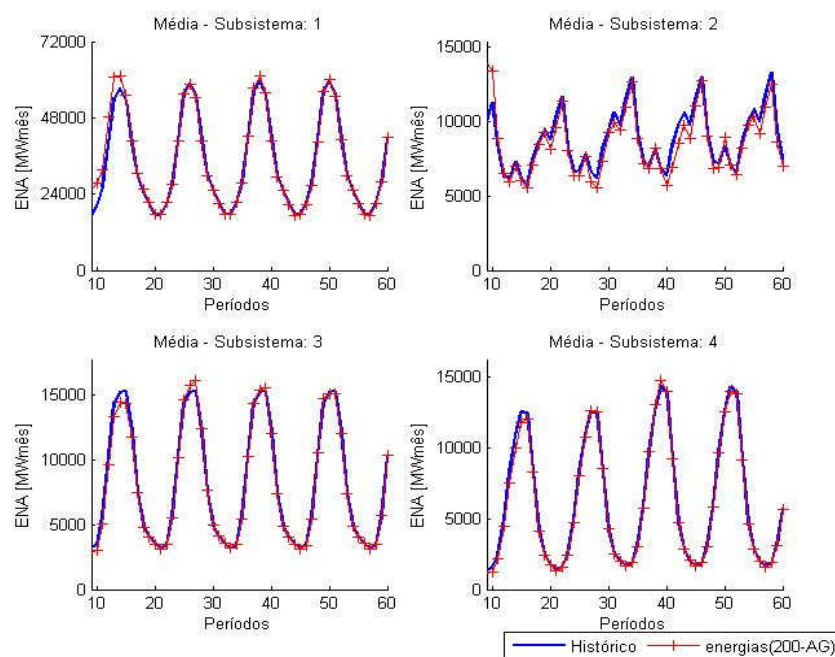 Média - Subsistema: 1
72000
48000
24000
0
ENA [MWmês]
10 20 30 40 50 60
Períodos
Média - Subsistema: 2
15000
10000
5000
0
ENA [MWmês]
10 20 30 40 50 60
Períodos
Média - Subsistema: 3
15000
10000
5000
0
ENA [MWmês]
10 20 30 40 50 60
Períodos
Média - Subsistema: 4
15000
10000
5000
0
ENA [MWmês]
10 20 30 40 50 60
Períodos
Histórico energias(200-AG)